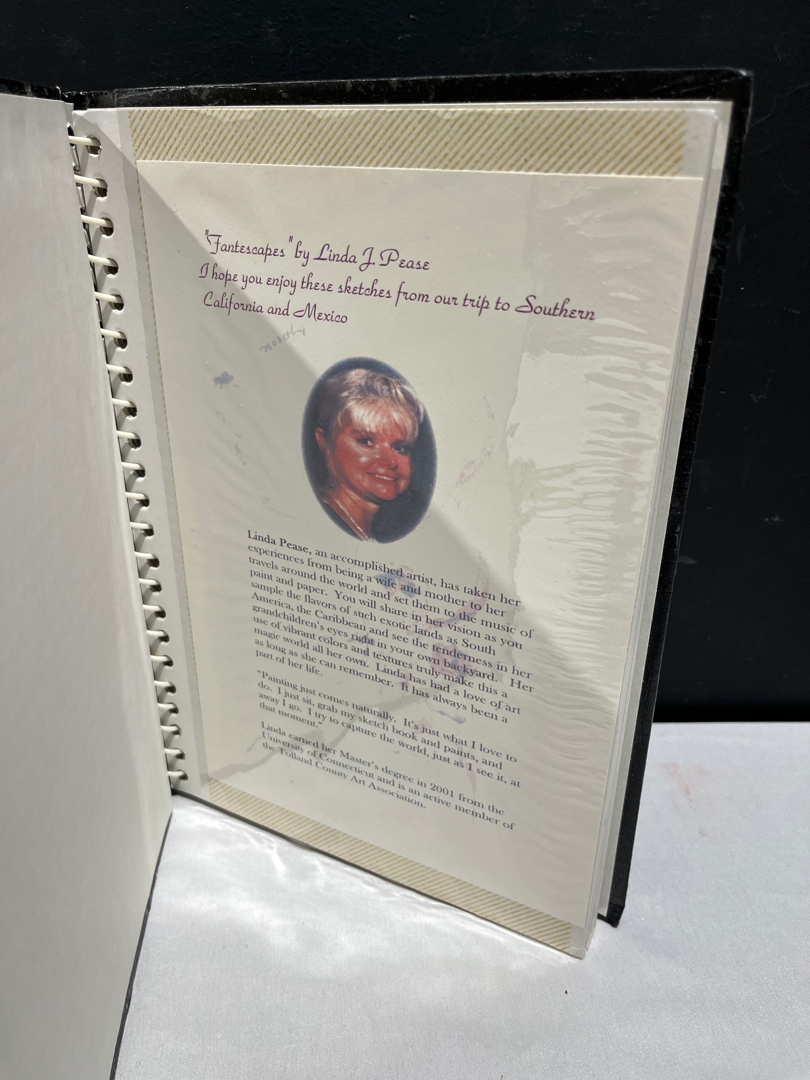 "Fantescapes" by Linda J. Pease
I hope you enjoy these sketches from our trip to Southern
California and Mexico
Linda Pease, an accomplished artist, has taken her
experiences from being a wife and mother to her
travels around the world and set them to the music of
paint and paper. You will share in her vision as you
sample the flavors of such exotic lands as South
America, the Caribbean and see the tenderness in her
grandchildren's eyes right in your own backyard. Her
use of vibrant colors and textures truly make this a
magic world all her own. Linda has had a love of art
as long as she can remember. It has always been a
part of her life.
"Painting just comes naturally. It's just what I love to
do. I just sit, grab my sketch book and paints, and
away I go. I try to capture the world, just as I see it, at
that moment."
Linda earned her Master's degree in 2001 from the
University of Connecticut and is an active member of
the Tolland County Art Association.